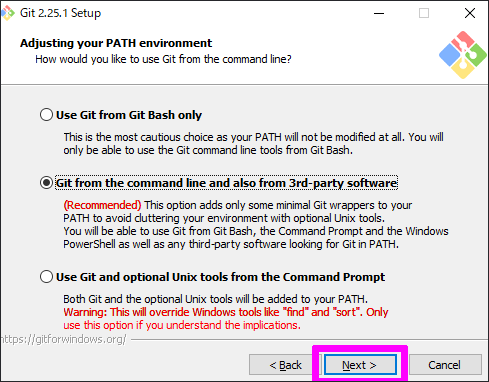 Git 2.25.1 Setup
Adjusting your PATH environment
How would you like to use Git from the command line?
Use Git from Git Bash only
This is the most cautious choice as your PATH will not be modified at all. You will
only be able to use the Git command line tools from Git Bash.
Git from the command line and also from 3rd-party software
(Recommended) This option adds only some minimal Git wrappers to your
PATH to avoid cluttering your environment with optional Unix tools.
You will be able to use Git from Git Bash, the Command Prompt and the Windows
PowerShell as well as any third-party software looking for Git in PATH.
Use Git and optional Unix tools from the Command Prompt
Both Git and the optional Unix tools will be added to your PATH.
Warning: This will override Windows tools like "find" and "sort". Only
use this option if you understand the implications.
https://gitforwindows.org/
< Back
Next >
Cancel